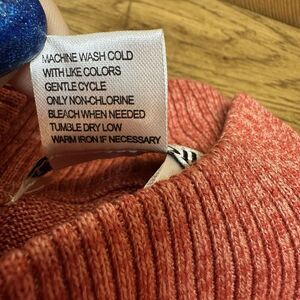 MACHINE WASH COLD
WITH LIKE COLORS
GENTLE CYCLE
ONLY NON-CHLORINE
BLEACH WHEN NEEDED
TUMBLE DRY LOW
WARM IRON IF NECESSARY